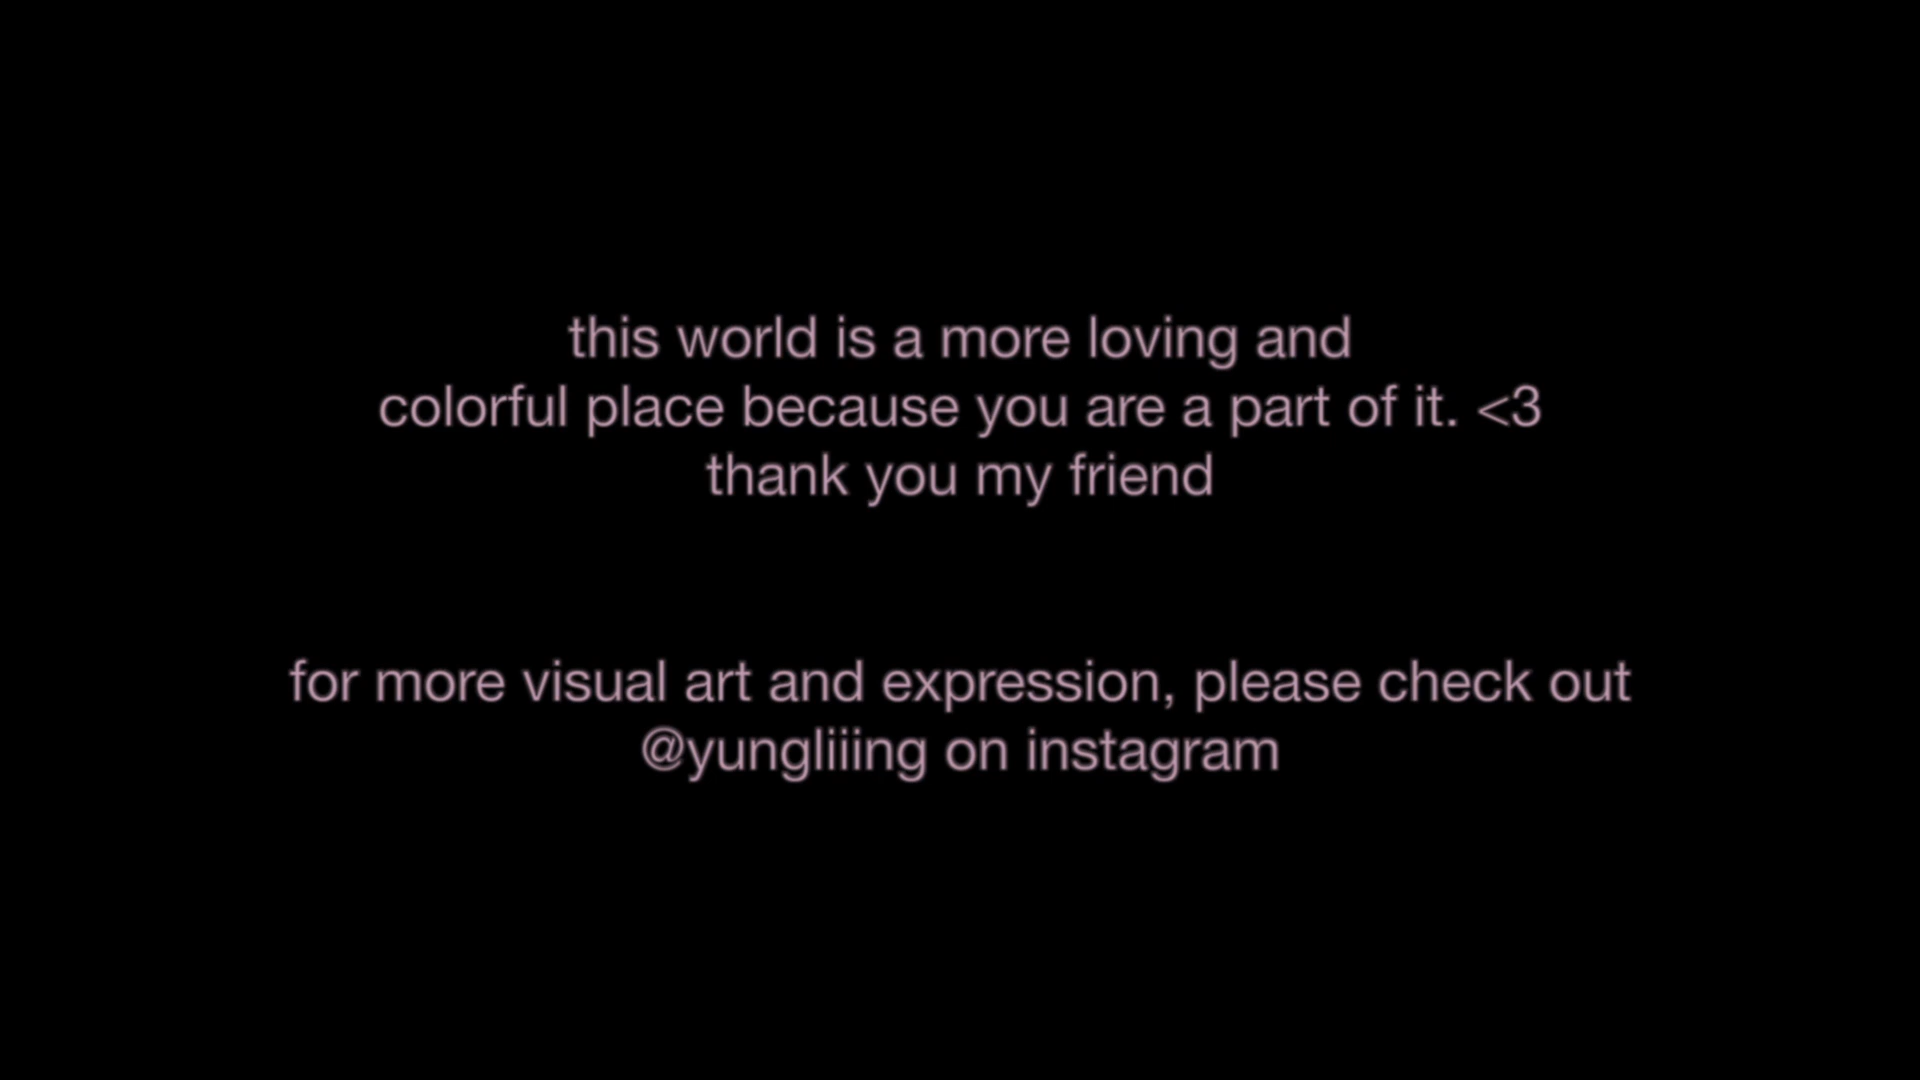 this world is a more loving and
colorful place because you are a part of it. <3
thank you my friend
for more visual art and expression, please check out
@yungliiing on instagram